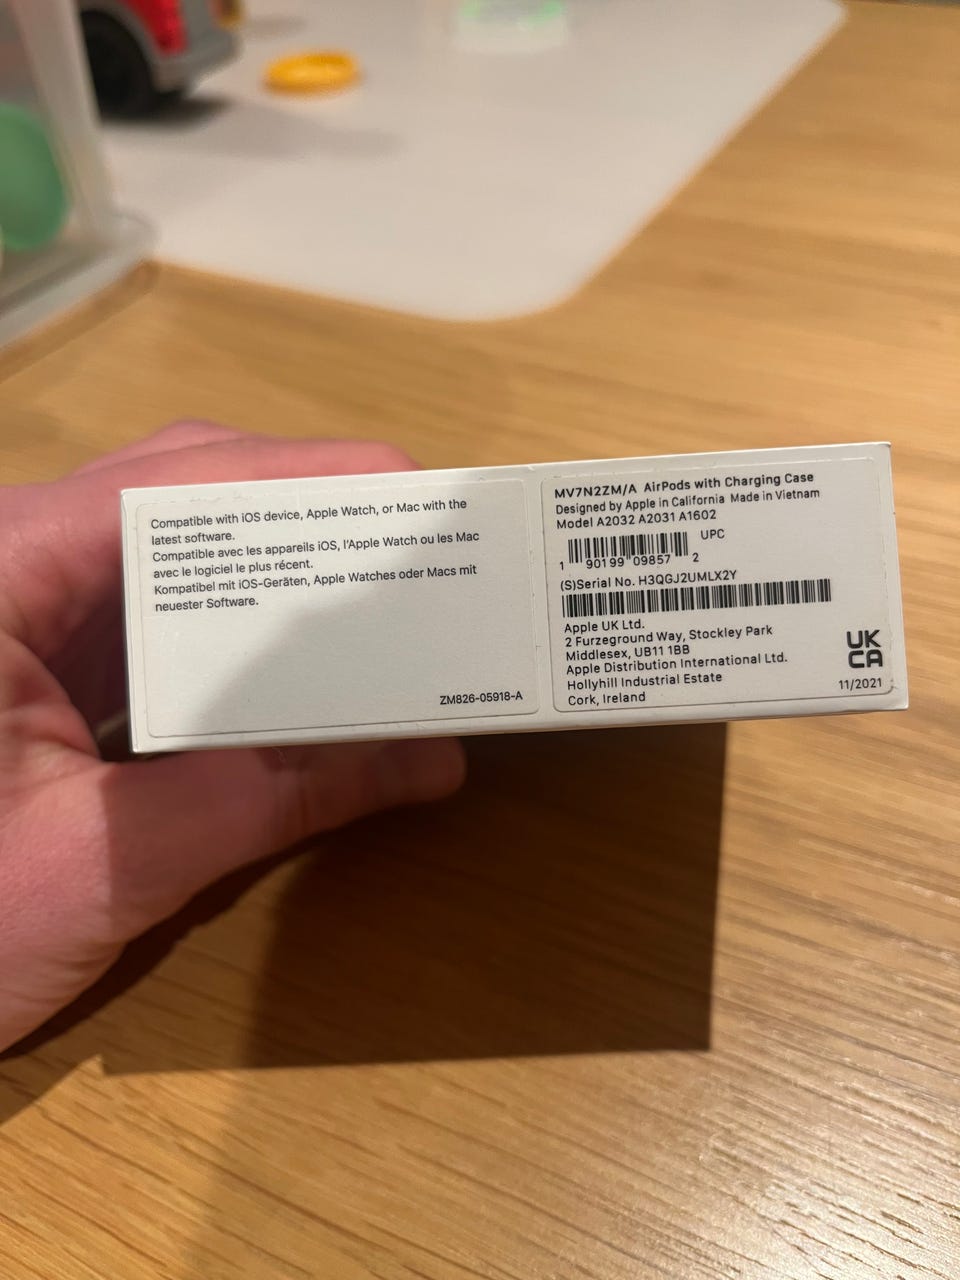 Compatible with iOS device, Apple Watch, or Mac with the
latest software.
Compatible avec les appareils iOS, l'Apple Watch ou les Mac
avec le logiciel le plus récent.
Kompatibel mit iOS-Geräten, Apple Watches oder Macs mit
neuester Software.
ZM826-05918-A
MV7N2ZM/A AirPods with Charging Case
Designed by Apple in California Made in Vietnam
Model A2032 A2031 A1602
UPC
1 90199 09857 2
(S)Serial No. H3QGJ2UMLX2Y
Apple UK Ltd.
2 Furzeground Way, Stockley Park
Middlesex, UB11 1BB
Apple Distribution International Ltd.
Hollyhill Industrial Estate
Cork, Ireland
UK
CA
11/2021